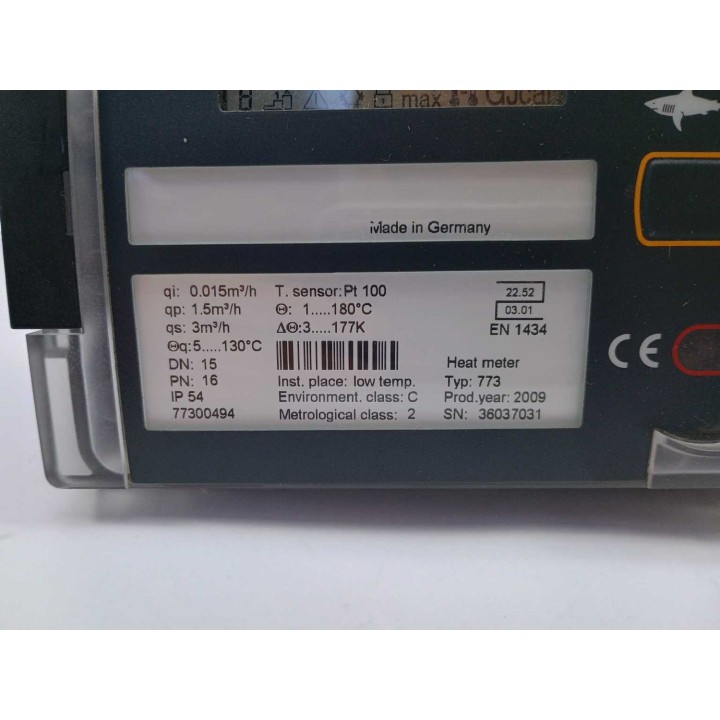 max GJcal
Made in Germany
qi: 0.015m³/h T. sensor: Pt 100 22.52
qp: 1.5m³/h Θ: 1.....180°C 03.01
qs: 3m³/h ΔΘ:3.....177K EN 1434
Θq:5.....130°C
DN: 15 Heat meter
PN: 16 Inst. place: low temp. Typ: 773
IP 54 Environment. class: C Prod.year: 2009
77300494 Metrological class: 2 SN: 36037031
CE